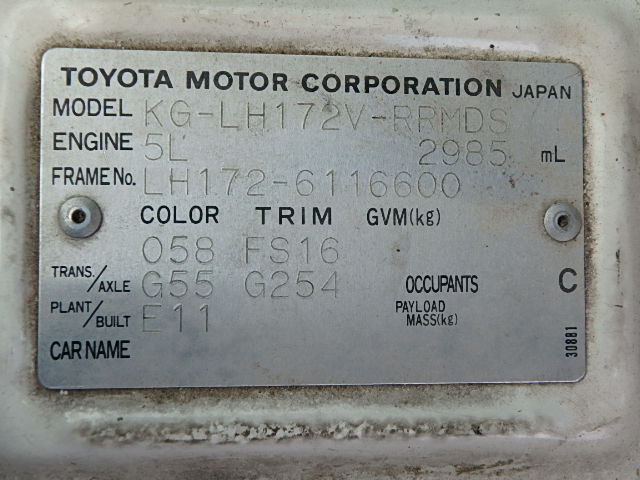 TOYOTA MOTOR CORPORATION JAPAN
MODEL KG-LH172V-RRMDS
ENGINE 5L 2985 mL
FRAME No. LH172-6116600
COLOR TRIM GVM(kg)
058 FS16
TRANS./AXLE G55 G254 OCCUPANTS C
PLANT/BUILT E11 PAYLOAD MASS(kg)
CAR NAME
30881